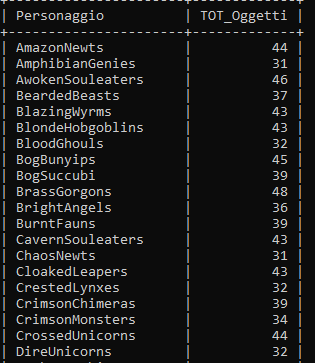 | Personaggio | TOT_Oggetti |
| AmazonNewts | 44 |
| AmphibianGenies | 31 |
| AwokenSouleaters | 46 |
| BeardedBeasts | 37 |
| BlazingWyrms | 43 |
| BlondeHobgoblins | 43 |
| BloodGhouls | 32 |
| BogBunyips | 45 |
| BogSuccubi | 39 |
| BrassGorgons | 48 |
| BrightAngels | 36 |
| BurntFauns | 39 |
| CavernSouleaters | 43 |
| ChaosNewts | 31 |
| CloakedLeapers | 43 |
| CrestedLynxes | 32 |
| CrimsonChimeras | 39 |
| CrimsonMonsters | 34 |
| CrossedUnicorns | 44 |
| DireUnicorns | 32 |